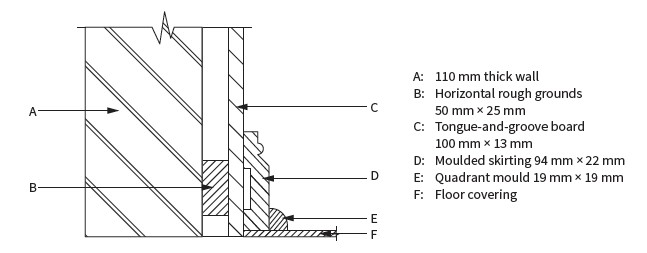 A
B
C
D
E
F
A: 110 mm thick wall
B: Horizontal rough grounds
50 mm × 25 mm
C: Tongue-and-groove board
100 mm × 13 mm
D: Moulded skirting 94 mm × 22 mm
E: Quadrant mould 19 mm × 19 mm
F: Floor covering